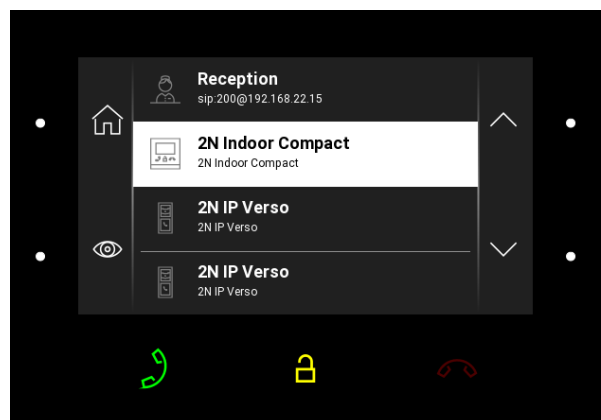 Reception
sip:200@192.168.22.15
2N Indoor Compact
2N Indoor Compact
2N IP Verso
2N IP Verso
2N IP Verso
2N IP Verso